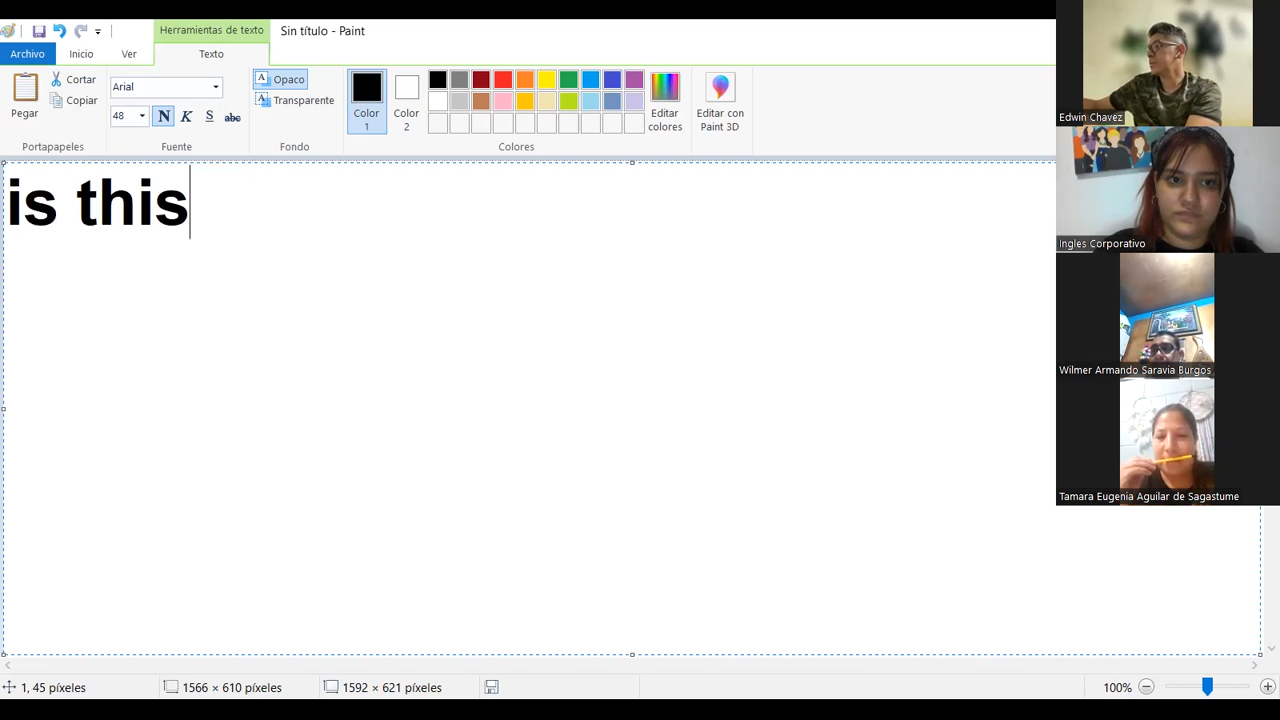 Herramientas de texto
Sin título - Paint
Archivo
Inicio
Ver
Texto
Pegar
Cortar
Copiar
Portapapeles
Arial
48
N K S abc
Fuente
Opaco
Transparente
Fondo
Color 1
Color 2
Editar colores
Editar con Paint 3D
Colores
is this
Edwin Chavez
Ingles Corporativo
Wilmer Armando Saravia Burgos
Tamara Eugenia Aguilar de Sagastume
1, 45 píxeles
1566 × 610 píxeles
1592 × 621 píxeles
100%